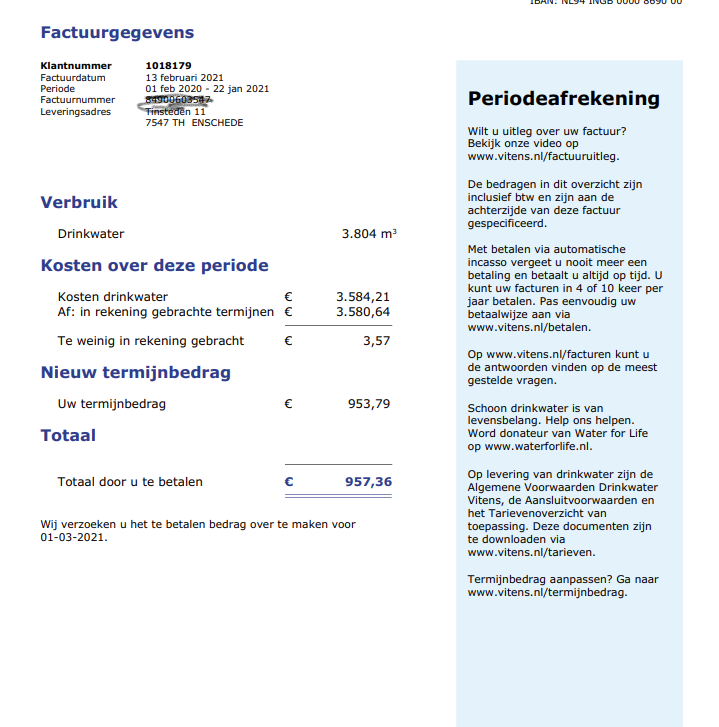 IBAN: NL94 INGB 0000 8690 00
Factuurgegevens
Klantnummer 1018179
Factuurdatum 13 februari 2021
Periode 01 feb 2020 - 22 jan 2021
Factuurnummer
Leveringsadres Tinsteden 11
7547 TH ENSCHEDE
Verbruik
Drinkwater 3.804 m³
Kosten over deze periode
Kosten drinkwater € 3.584,21
Af: in rekening gebrachte termijnen € 3.580,64
Te weinig in rekening gebracht € 3,57
Nieuw termijnbedrag
Uw termijnbedrag € 953,79
Totaal
Totaal door u te betalen € 957,36
Wij verzoeken u het te betalen bedrag over te maken voor
01-03-2021.
Periodeafrekening
Wilt u uitleg over uw factuur?
Bekijk onze video op
www.vitens.nl/factuuruitleg.
De bedragen in dit overzicht zijn
inclusief btw en zijn aan de
achterzijde van deze factuur
gespecificeerd.
Met betalen via automatische
incasso vergeet u nooit meer een
betaling en betaalt u altijd op tijd. U
kunt uw facturen in 4 of 10 keer per
jaar betalen. Pas eenvoudig uw
betaalwijze aan via
www.vitens.nl/betalen.
Op www.vitens.nl/facturen kunt u
de antwoorden vinden op de meest
gestelde vragen.
Schoon drinkwater is van
levensbelang. Help ons helpen.
Word donateur van Water for Life
op www.waterforlife.nl.
Op levering van drinkwater zijn de
Algemene Voorwaarden Drinkwater
Vitens, de Aansluitvoorwaarden en
het Tarievenoverzicht van
toepassing. Deze documenten zijn
te downloaden via
www.vitens.nl/tarieven.
Termijnbedrag aanpassen? Ga naar
www.vitens.nl/termijnbedrag.